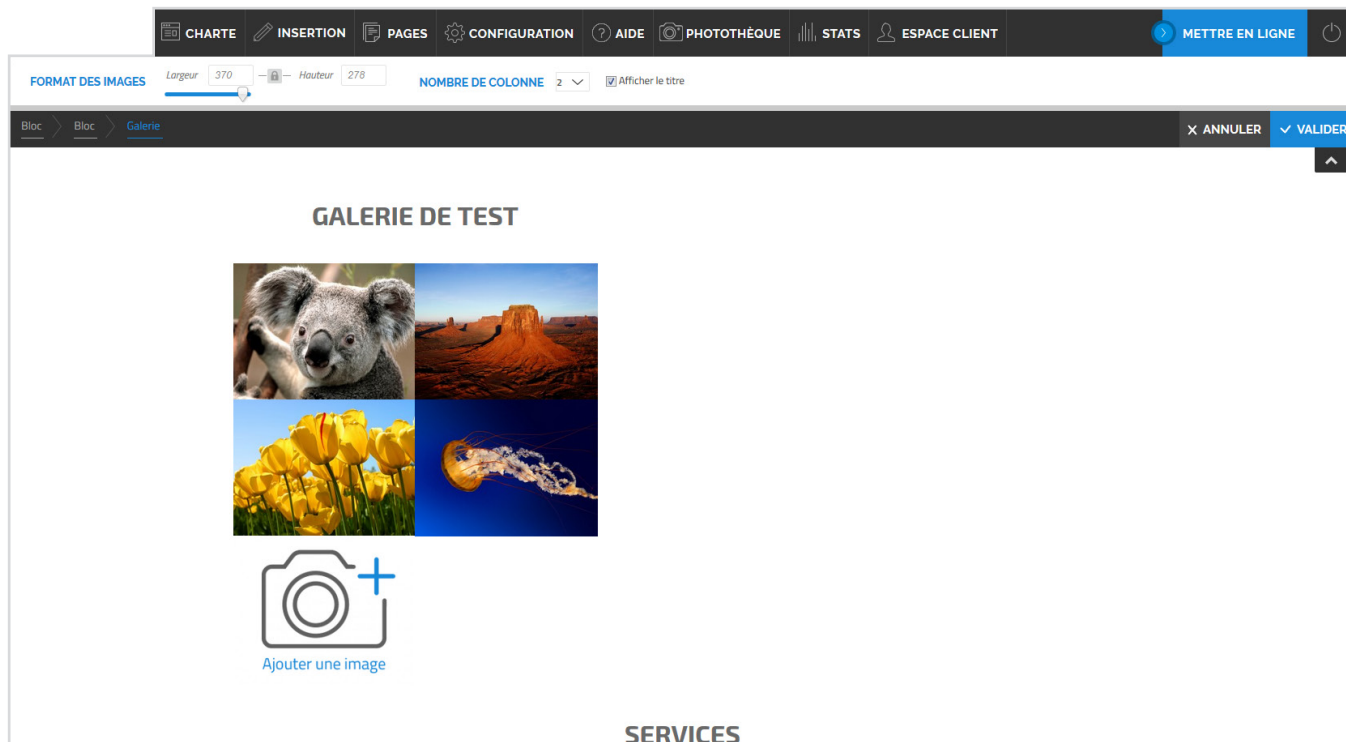 CHARTE INSERTION PAGES CONFIGURATION ? AIDE PHOTOTHÈQUE STATS ESPACE CLIENT METTRE EN LIGNE
FORMAT DES IMAGES Largeur 370 Hauteur 278 NOMBRE DE COLONNE 2 Afficher le titre
Bloc Bloc Galerie ANNULER VALIDER
GALERIE DE TEST
Ajouter une image
SERVICES